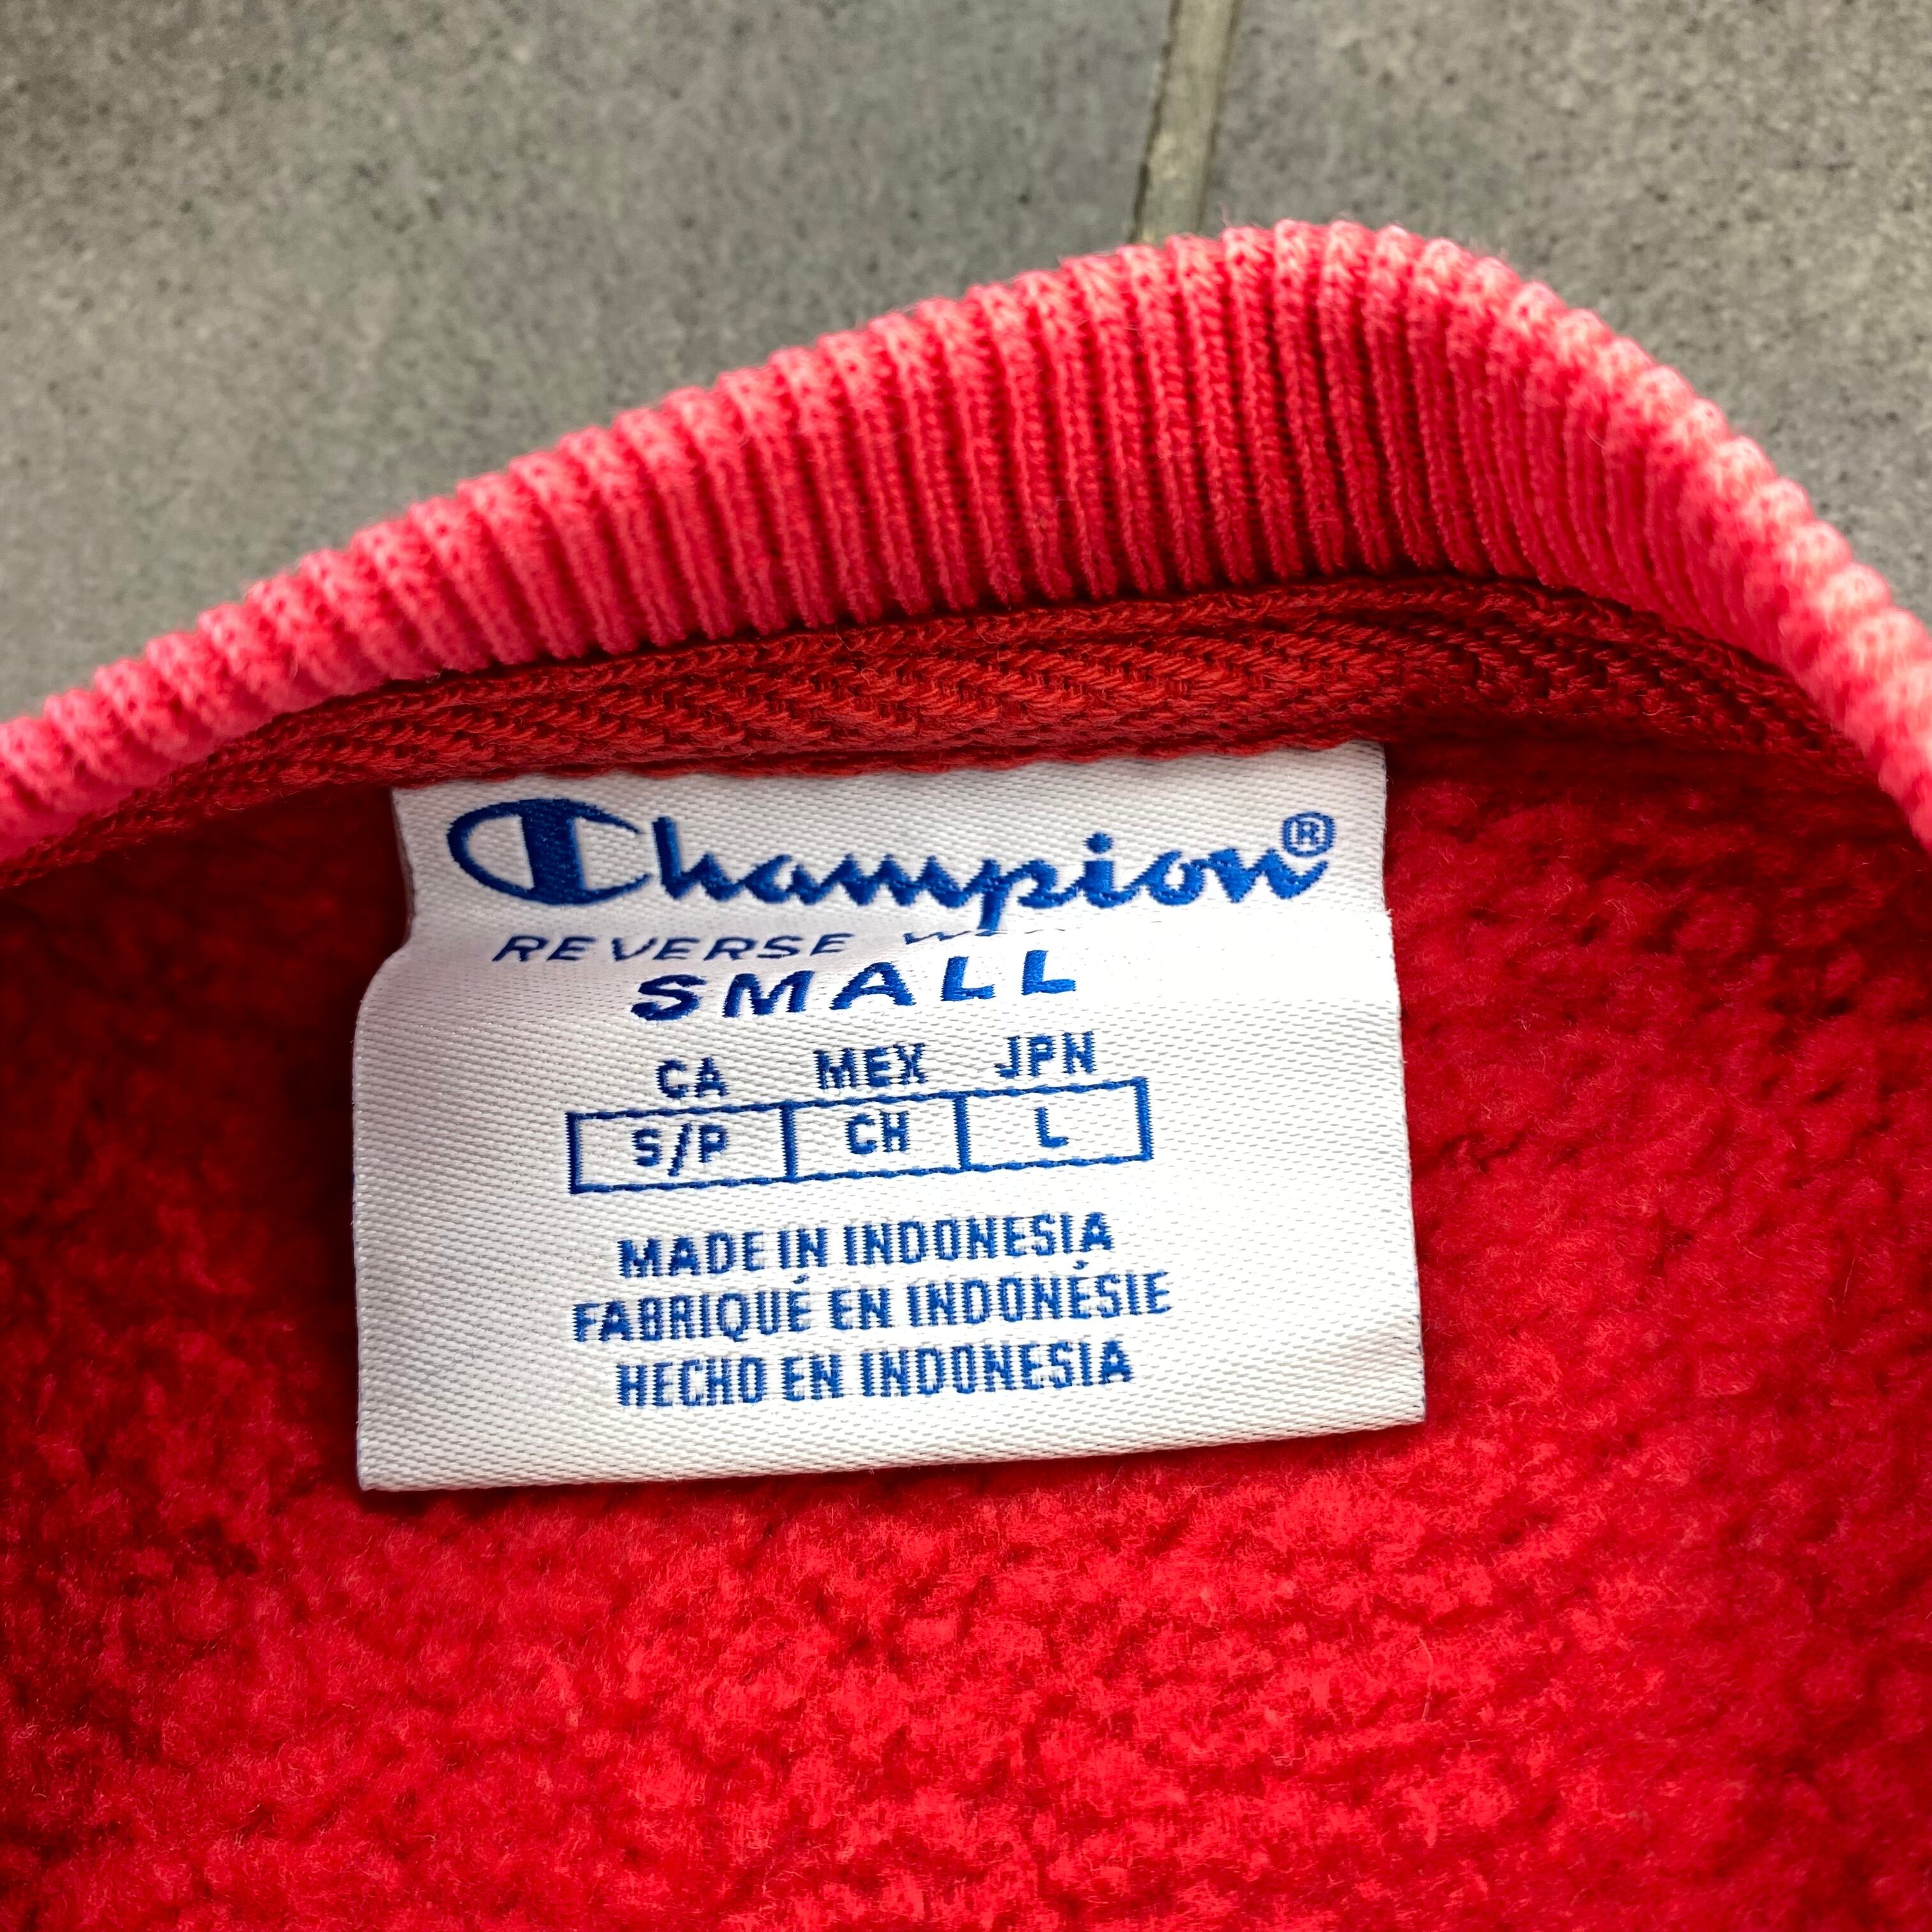 Champion®
REVERSE
SMALL
CA MEX JPN
S/P CH L
MADE IN INDONESIA
FABRIQUÉ EN INDONÉSIE
HECHO EN INDONESIA